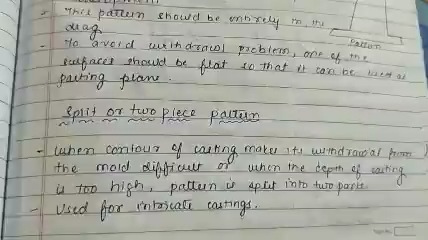 - This pattern should be entirely in the
drag.
- To avoid withdrawal problem, one of the
surfaces should be flat so that it can be used as
parting plane.
Pattern
Split or two piece pattern
- When contour of casting makes its withdrawal from
the mold difficult or when the depth of casting
is too high, pattern is split into two parts.
- Used for intricate castings.